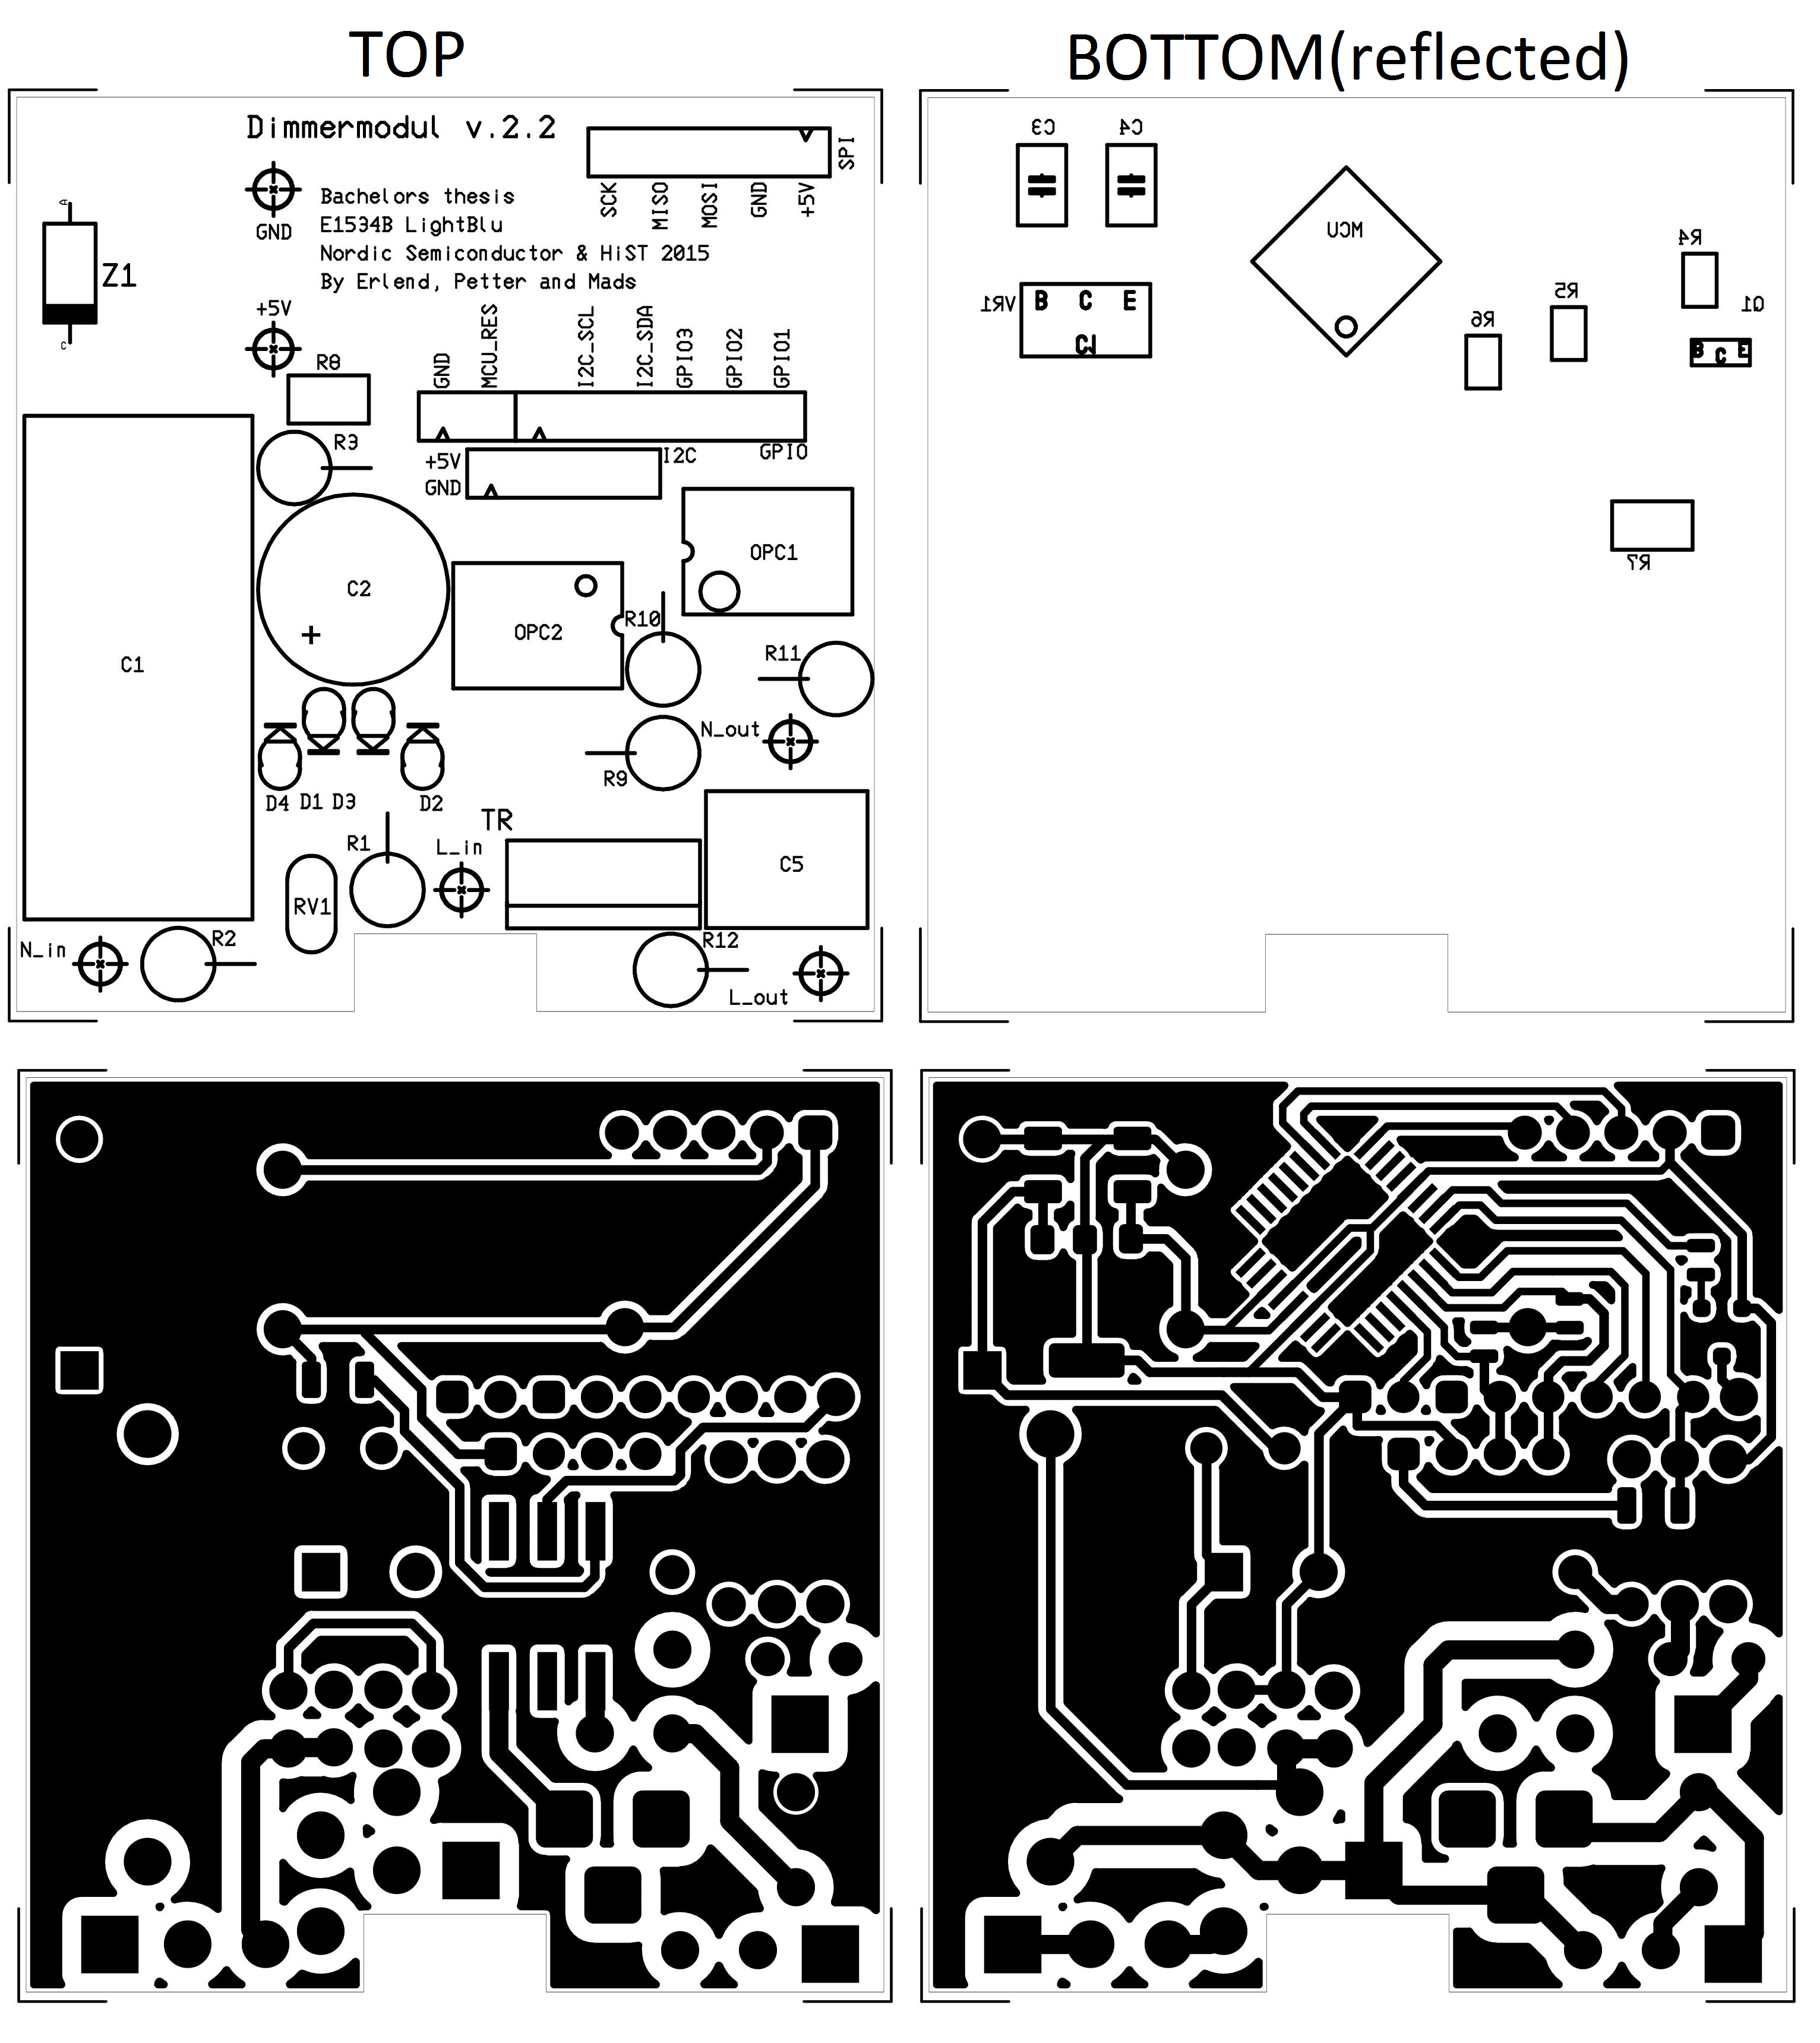 TOP
BOTTOM(reflected)
Dimmermodul v.2.2
SPI
SCK
MISO
MOSI
GND
+5V
Bachelors thesis
E1534B LightBlu
Nordic Semiconductor & HiST 2015
By Erlend, Petter and Mads
GND
A
Z1
C
+5V
R8
GND
MCU_RES
I2C_SCL
I2C_SDA
GPIO3
GPIO2
GPIO1
R3
+5V
GND
I2C
GPIO
OPC1
C2
+
OPC2
R10
R11
C1
N_out
R9
D4
D1
D3
D2
TR
R1
L_in
C5
RV1
N_in
R2
R12
L_out
C3
C4
MCU
R4
R5
Q1
R6
VR1
B C E
CJ
B C E
R7